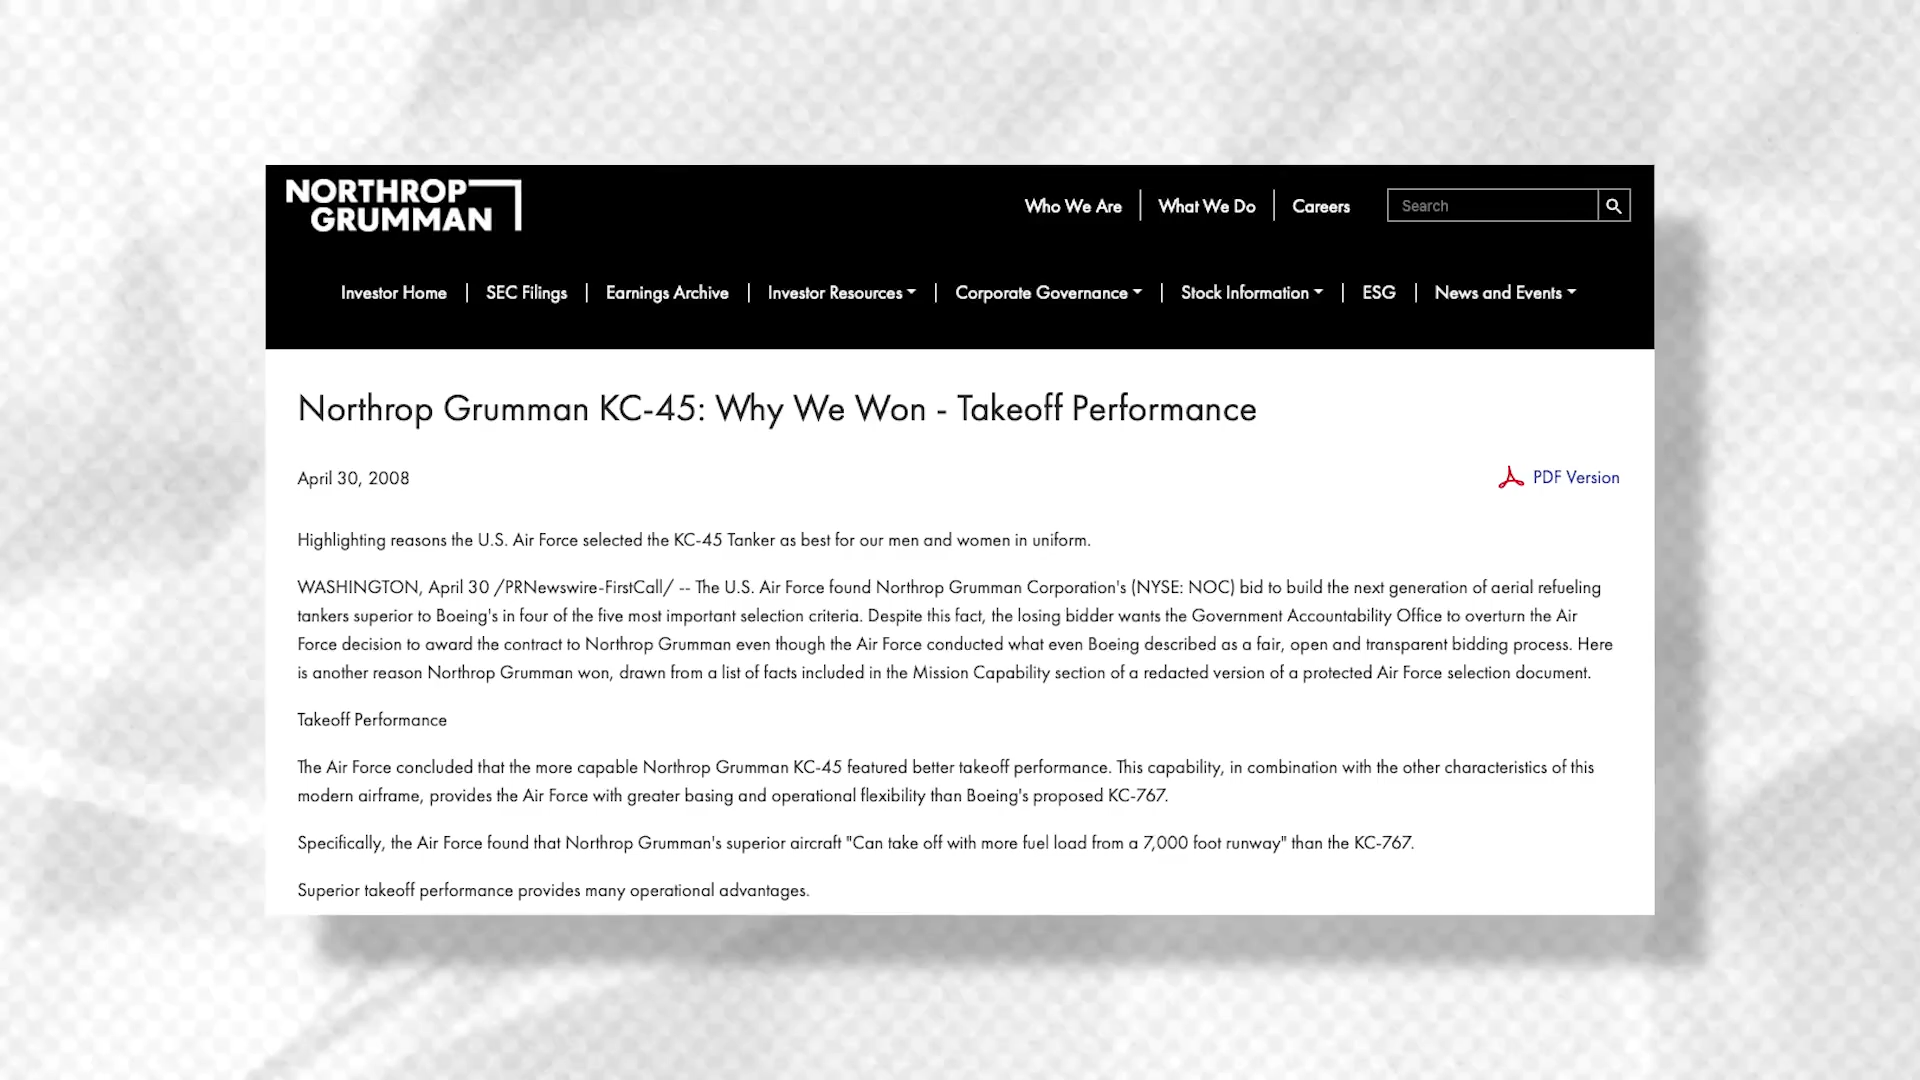 NORTHROP
GRUMMAN
Who We Are
What We Do
Careers
Search
Investor Home
SEC Filings
Earnings Archive
Investor Resources
Corporate Governance
Stock Information
ESG
News and Events
Northrop Grumman KC-45: Why We Won - Takeoff Performance
April 30, 2008
PDF Version
Highlighting reasons the U.S. Air Force selected the KC-45 Tanker as best for our men and women in uniform.
WASHINGTON, April 30 /PRNewswire-FirstCall/ -- The U.S. Air Force found Northrop Grumman Corporation's (NYSE: NOC) bid to build the next generation of aerial refueling
tankers superior to Boeing's in four of the five most important selection criteria. Despite this fact, the losing bidder wants the Government Accountability Office to overturn the Air
Force decision to award the contract to Northrop Grumman even though the Air Force conducted what even Boeing described as a fair, open and transparent bidding process. Here
is another reason Northrop Grumman won, drawn from a list of facts included in the Mission Capability section of a redacted version of a protected Air Force selection document.
Takeoff Performance
The Air Force concluded that the more capable Northrop Grumman KC-45 featured better takeoff performance. This capability, in combination with the other characteristics of this
modern airframe, provides the Air Force with greater basing and operational flexibility than Boeing's proposed KC-767.
Specifically, the Air Force found that Northrop Grumman's superior aircraft "Can take off with more fuel load from a 7,000 foot runway" than the KC-767.
Superior takeoff performance provides many operational advantages.